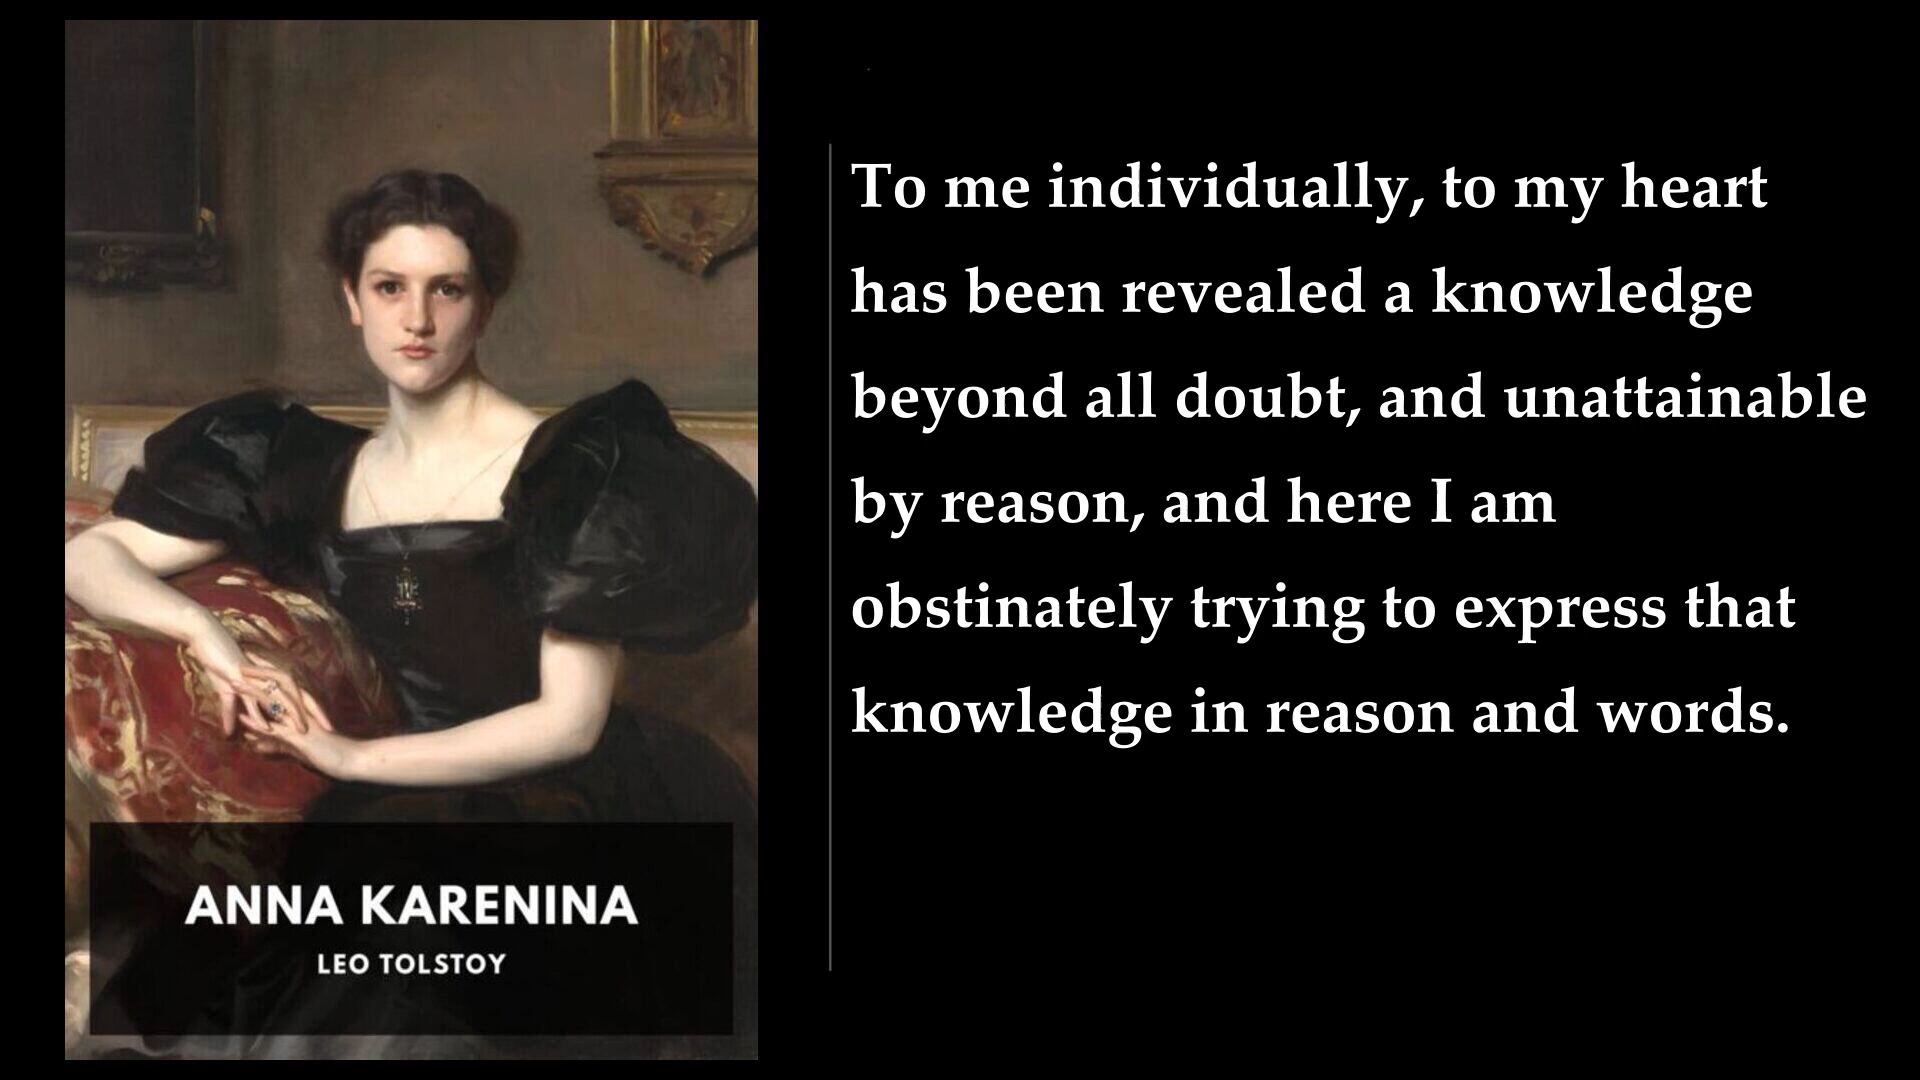 ANNA KARENINA
LEO TOLSTOY
To me individually, to my heart
has been revealed a knowledge
beyond all doubt, and unattainable
by reason, and here I am
obstinately trying to express that
knowledge in reason and words.